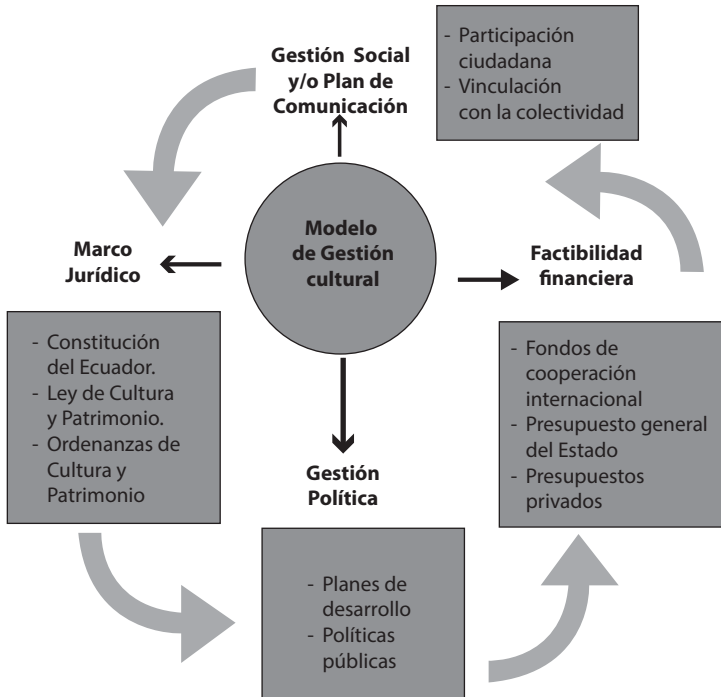 Gestión Social
y/o Plan de
Comunicación
- Participación
ciudadana
- Vinculación
con la colectividad
Modelo
de Gestión
cultural
Marco
Jurídico
Factibilidad
financiera
- Constitución
del Ecuador.
- Ley de Cultura
y Patrimonio.
- Ordenanzas de
Cultura y
Patrimonio
- Fondos de
cooperación
internacional
- Presupuesto general
del Estado
- Presupuestos
privados
Gestión
Política
- Planes de
desarrollo
- Políticas
públicas